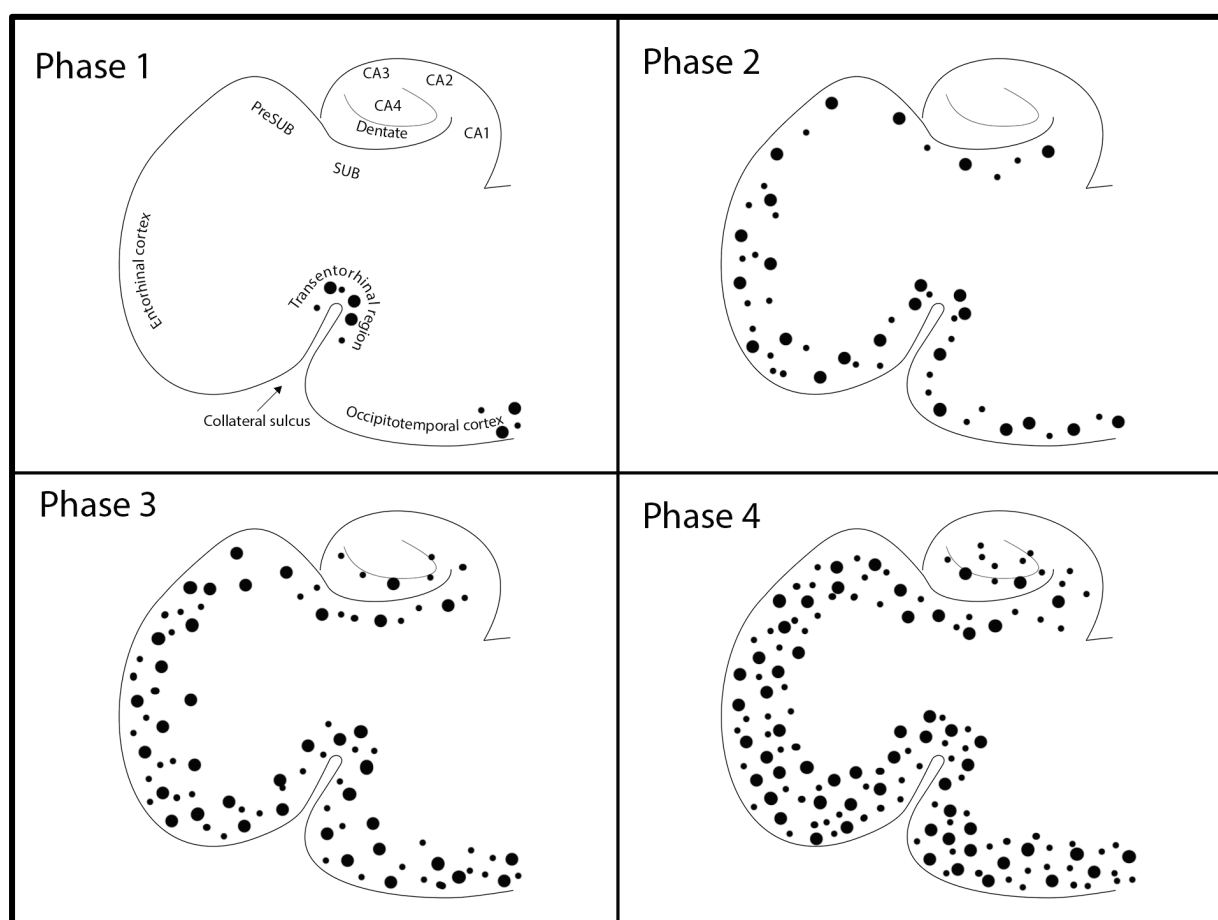 Phase 1
CA3
CA2
CA4
PreSUB
Dentate
CA1
SUB
Entorhinal cortex
Transentorhinal region
Collateral sulcus
Occipitotemporal cortex
Phase 2
Phase 3
Phase 4